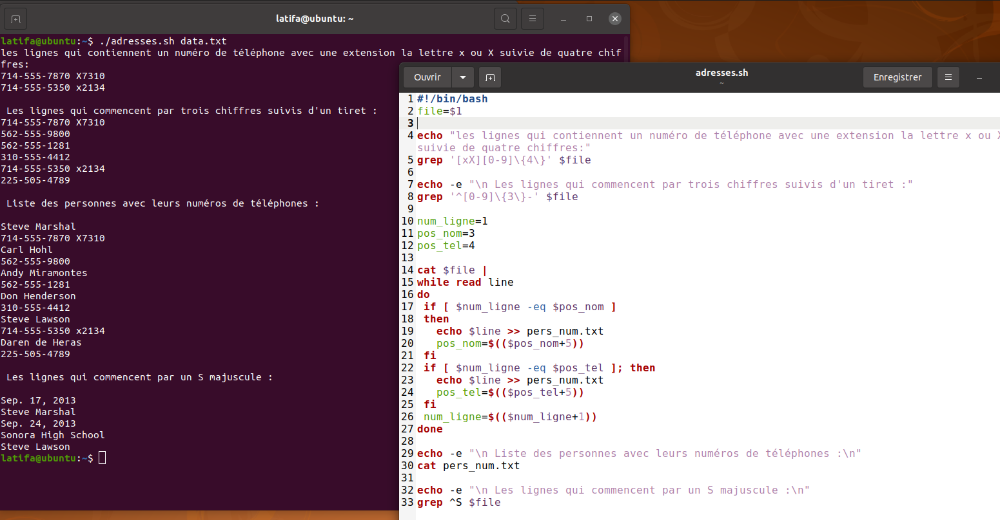 latifa@ubuntu: ~
latifa@ubuntu:~$ ./adresses.sh data.txt
les lignes qui contiennent un numéro de téléphone avec une extension la lettre x ou X suivie de quatre chif
fres:
714-555-7870 X7310
714-555-5350 x2134
 Les lignes qui commencent par trois chiffres suivis d'un tiret :
714-555-7870 X7310
562-555-9800
562-555-1281
310-555-4412
714-555-5350 x2134
225-505-4789
 Liste des personnes avec leurs numéros de téléphones :
Steve Marshal
714-555-7870 X7310
Carl Hohl
562-555-9800
Andy Miramontes
562-555-1281
Don Henderson
310-555-4412
Steve Lawson
714-555-5350 x2134
Daren de Heras
225-505-4789
 Les lignes qui commencent par un S majuscule :
Sep. 17, 2013
Steve Marshal
Sep. 24, 2013
Sonora High School
Steve Lawson
latifa@ubuntu:~$
Ouvrir
adresses.sh
~
Enregistrer
1 #!/bin/bash
2 file=$1
3
4 echo "les lignes qui contiennent un numéro de téléphone avec une extension la lettre x ou X
suivie de quatre chiffres:"
5 grep '[xX][0-9]\{4\}' $file
6
7 echo -e "\n Les lignes qui commencent par trois chiffres suivis d'un tiret :"
8 grep '^[0-9]\{3\}-' $file
9
10 num_ligne=1
11 pos_nom=3
12 pos_tel=4
13
14 cat $file |
15 while read line
16 do
17  if [ $num_ligne -eq $pos_nom ]
18  then
19    echo $line >> pers_num.txt
20    pos_nom=$(($pos_nom+5))
21  fi
22  if [ $num_ligne -eq $pos_tel ]; then
23    echo $line >> pers_num.txt
24    pos_tel=$(($pos_tel+5))
25  fi
26  num_ligne=$(($num_ligne+1))
27 done
28
29 echo -e "\n Liste des personnes avec leurs numéros de téléphones :\n"
30 cat pers_num.txt
31
32 echo -e "\n Les lignes qui commencent par un S majuscule :\n"
33 grep ^S $file